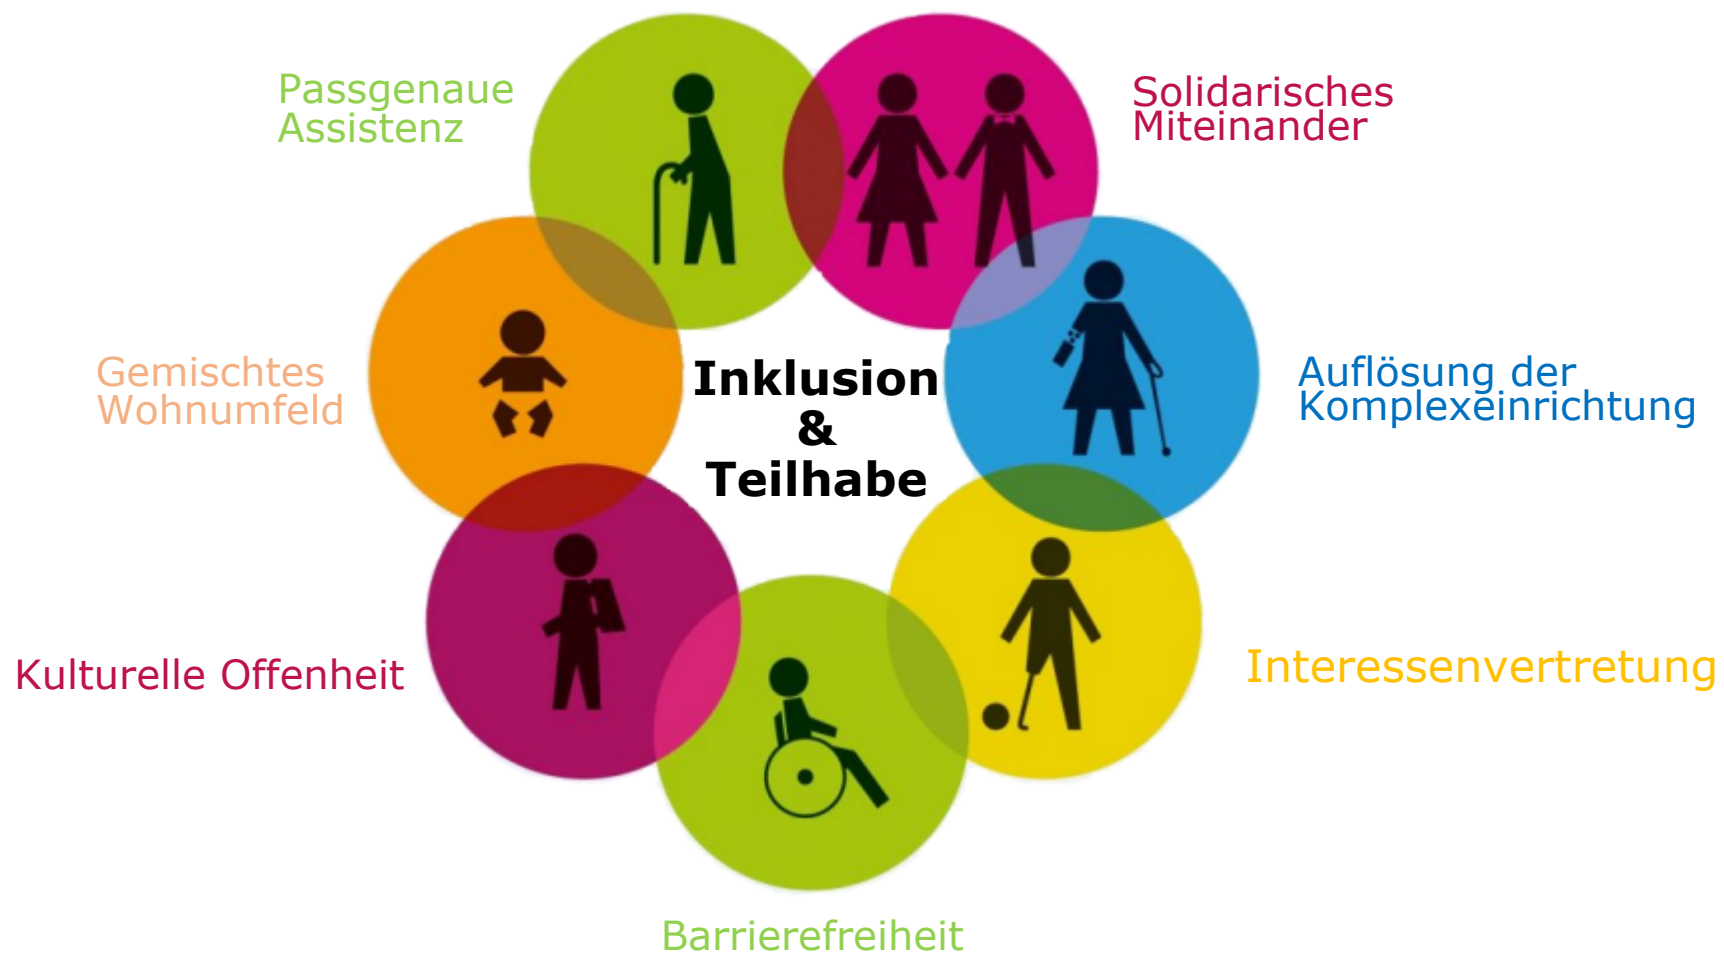 Passgenaue
Assistenz
Solidarisches
Miteinander
Gemischtes
Wohnumfeld
Inklusion
&
Teilhabe
Auflösung der
Komplexeinrichtung
Kulturelle Offenheit
Interessenvertretung
Barrierefreiheit